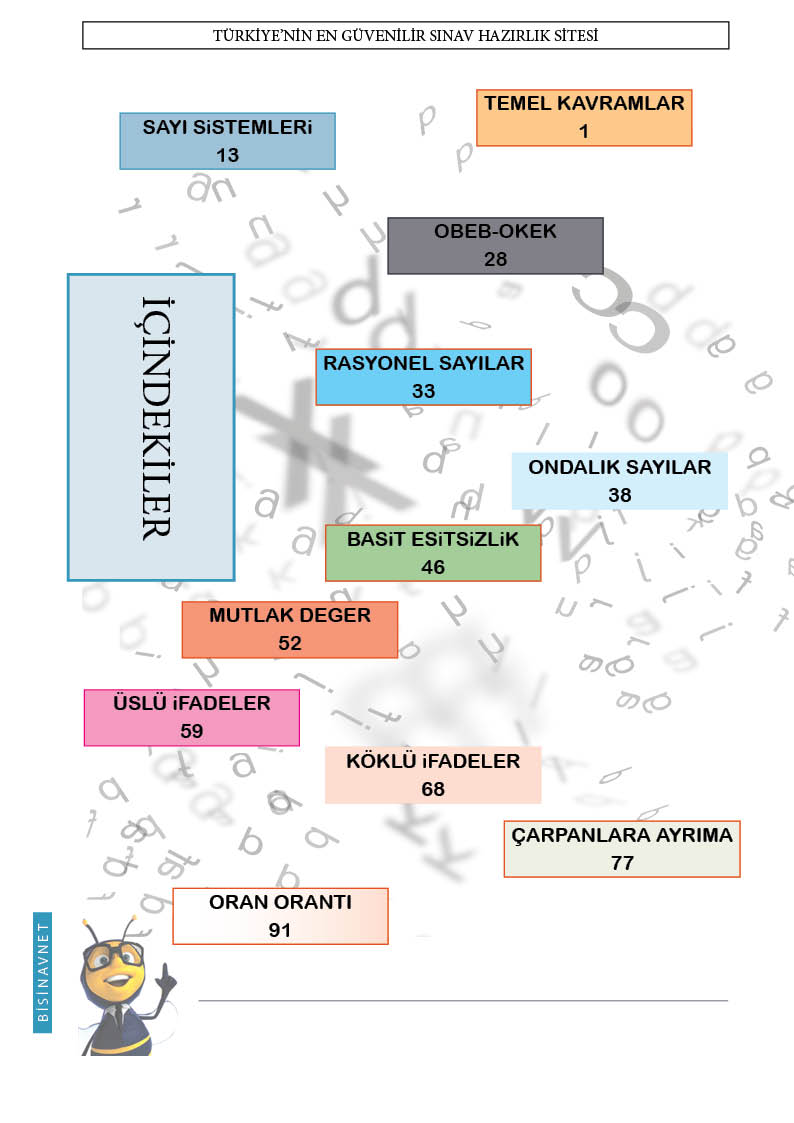 TÜRKİYE'NİN EN GÜVENİLİR SINAV HAZIRLIK SİTESİ
TEMEL KAVRAMLAR
1
SAYI SiSTEMLERi
13
OBEB-OKEK
28
İÇİNDEKİLER
RASYONEL SAYILAR
33
ONDALIK SAYILAR
38
BASiT ESiTSiZLiK
46
MUTLAK DEGER
52
ÜSLÜ iFADELER
59
KÖKLÜ iFADELER
68
ÇARPANLARA AYRIMA
77
ORAN ORANTI
91
BİSİNAVNET